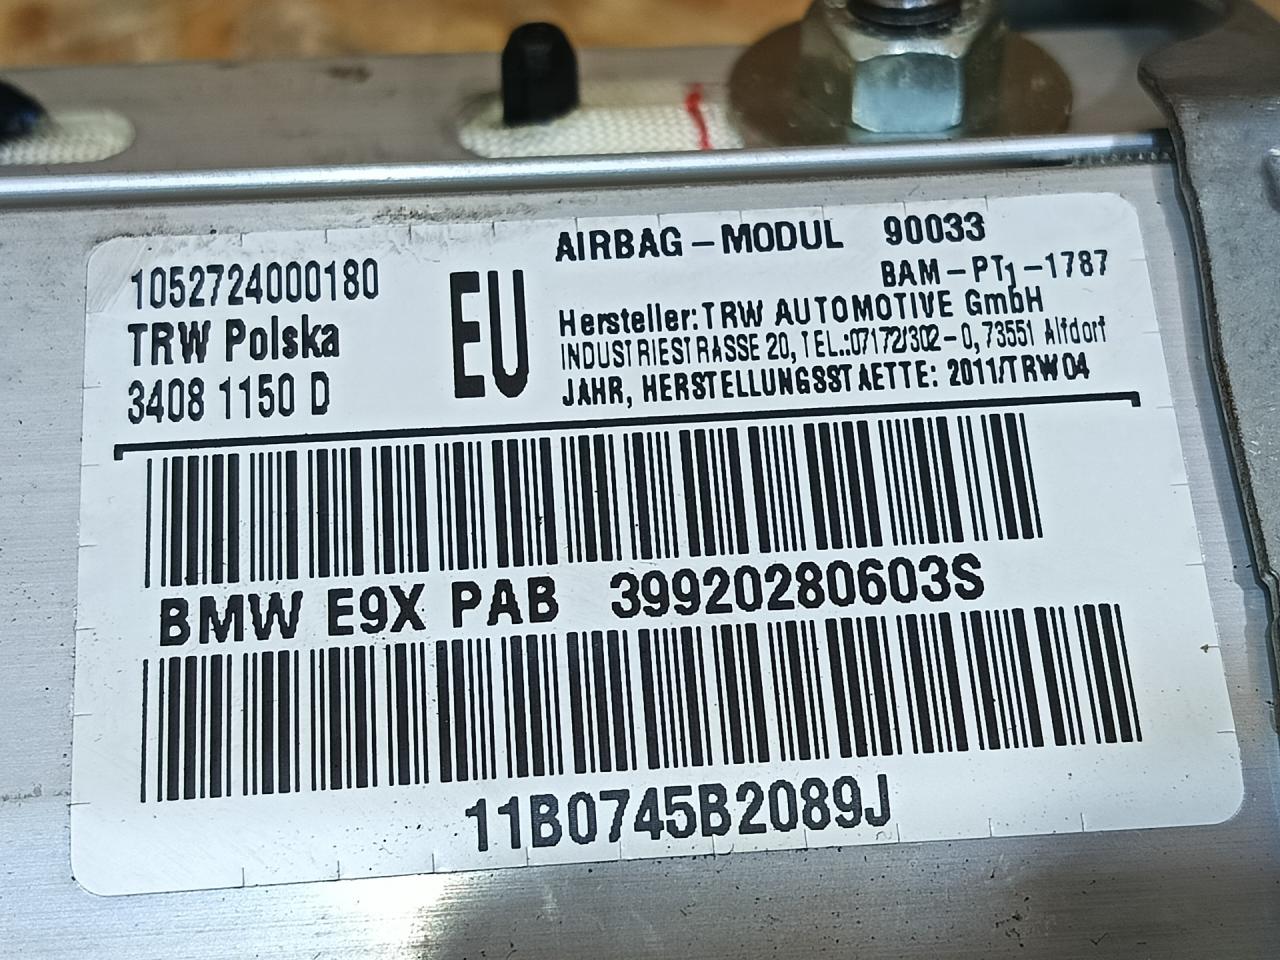 1052724000180
TRW Polska
3408 1150 D
EU
AIRBAG-MODUL 90033
BAM-PT1-1787
Hersteller:TRW AUTOMOTIVE GmbH
INDUSTRIESTRASSE 20, TEL.:07172/302-0, 73551 Alfdorf
JAHR, HERSTELLUNGSSTAETTE: 2011/TRW04
BMW E9X PAB 39920280603S
11B0745B2089J